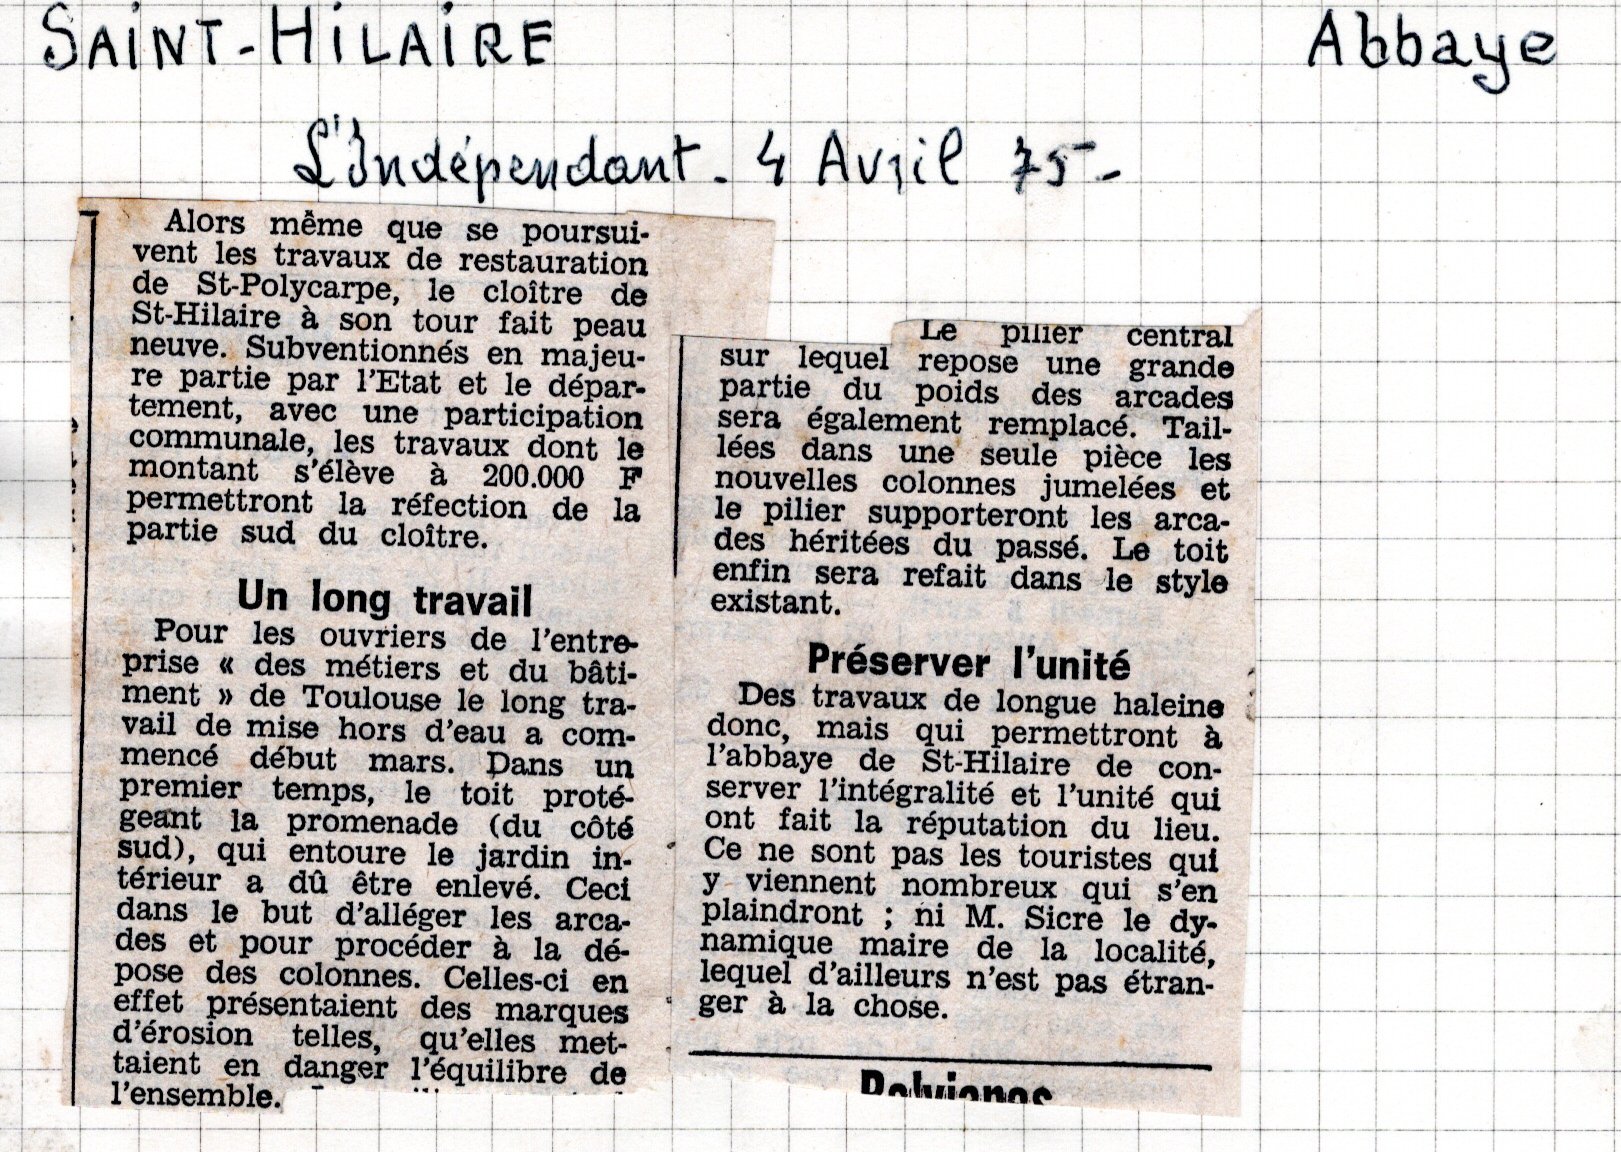 SAINT-HILAIRE
Abbaye
L'Indépendant. 4 Avril 75-
Alors même que se poursui-
vent les travaux de restauration
de St-Polycarpe, le cloître de
St-Hilaire à son tour fait peau
neuve. Subventionnés en majeu-
re partie par l'Etat et le dépar-
tement, avec une participation
communale, les travaux dont le
montant s'élève à 200.000 F
permettront la réfection de la
partie sud du cloître.
Un long travail
Pour les ouvriers de l'entre-
prise « des métiers et du bâti-
ment » de Toulouse le long tra-
vail de mise hors d'eau a com-
mencé début mars. Dans un
premier temps, le toit proté-
geant la promenade (du côté
sud), qui entoure le jardin in-
térieur a dû être enlevé. Ceci
dans le but d'alléger les arca-
des et pour procéder à la dé-
pose des colonnes. Celles-ci en
effet présentaient des marques
d'érosion telles, qu'elles met-
taient en danger l'équilibre de
l'ensemble.
Le pilier central
sur lequel repose une grande
partie du poids des arcades
sera également remplacé. Tail-
lées dans une seule pièce les
nouvelles colonnes jumelées et
le pilier supporteront les arca-
des héritées du passé. Le toit
enfin sera refait dans le style
existant.
Préserver l'unité
Des travaux de longue haleine
donc, mais qui permettront à
l'abbaye de St-Hilaire de con-
server l'intégralité et l'unité qui
ont fait la réputation du lieu.
Ce ne sont pas les touristes qui
y viennent nombreux qui s'en
plaindront ; ni M. Sicre le dy-
namique maire de la localité,
lequel d'ailleurs n'est pas étran-
ger à la chose.